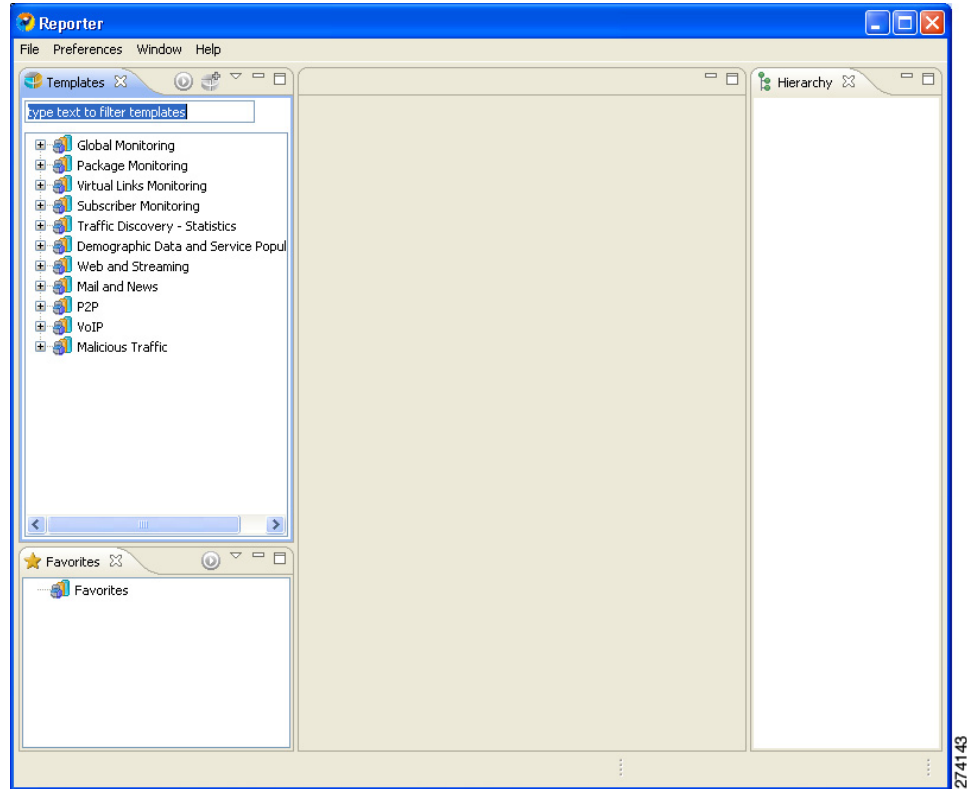 Reporter
File Preferences Window Help
Templates
type text to filter templates
Global Monitoring
Package Monitoring
Virtual Links Monitoring
Subscriber Monitoring
Traffic Discovery - Statistics
Demographic Data and Service Popul
Web and Streaming
Mail and News
P2P
VoIP
Malicious Traffic
Favorites
Favorites
Hierarchy
274143